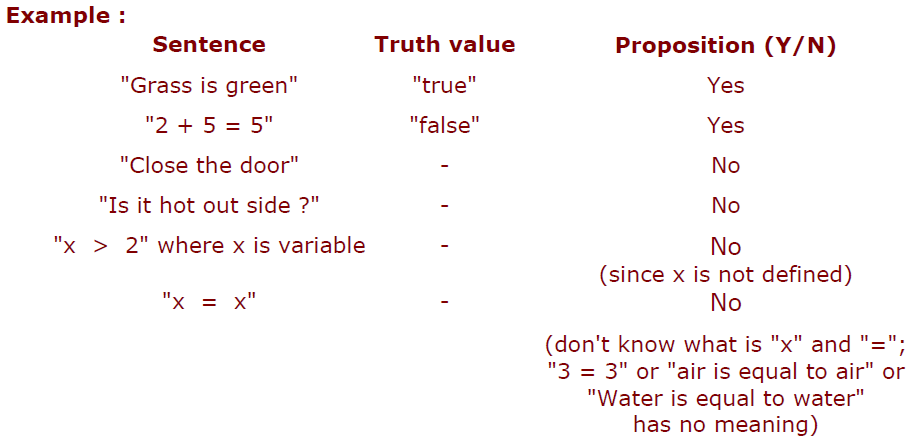 Example :
Sentence Truth value Proposition (Y/N)
"Grass is green" "true" Yes
"2 + 5 = 5" "false" Yes
"Close the door" - No
"Is it hot out side ?" - No
"x > 2" where x is variable - No
(since x is not defined)
"x = x" - No
(don't know what is "x" and "=";
"3 = 3" or "air is equal to air" or
"Water is equal to water"
has no meaning)